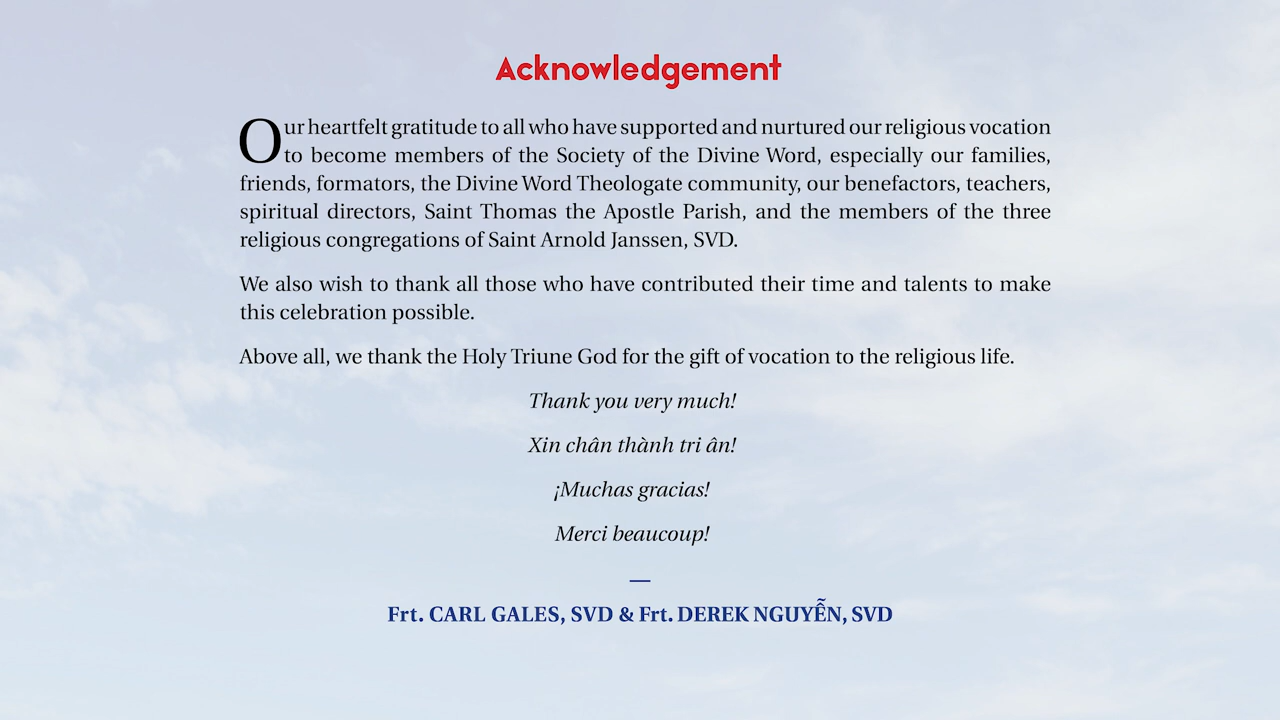 Acknowledgement
Our heartfelt gratitude to all who have supported and nurtured our religious vocation
to become members of the Society of the Divine Word, especially our families,
friends, formators, the Divine Word Theologate community, our benefactors, teachers,
spiritual directors, Saint Thomas the Apostle Parish, and the members of the three
religious congregations of Saint Arnold Janssen, SVD.
We also wish to thank all those who have contributed their time and talents to make
this celebration possible.
Above all, we thank the Holy Triune God for the gift of vocation to the religious life.
Thank you very much!
Xin chân thành tri ân!
¡Muchas gracias!
Merci beaucoup!
—
Frt. CARL GALES, SVD & Frt. DEREK NGUYỄN, SVD